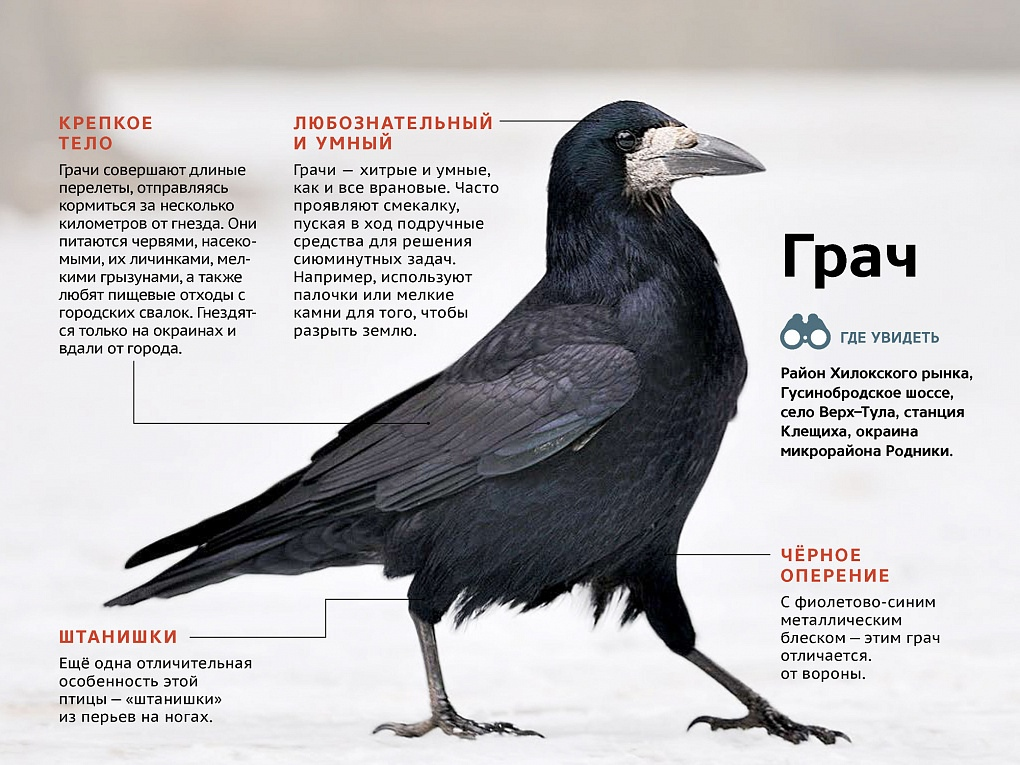 КРЕПКОЕ
ТЕЛО
Грачи совершают длиные
перелеты, отправляясь
кормиться за несколько
километров от гнезда. Они
питаются червями, насеко-
мыми, их личинками, мел-
кими грызунами, а также
любят пищевые отходы с
городских свалок. Гнездят-
ся только на окраинах и
вдали от города.
ЛЮБОЗНАТЕЛЬНЫЙ
И УМНЫЙ
Грачи — хитрые и умные,
как и все врановые. Часто
проявляют смекалку,
пуская в ход подручные
средства для решения
сиюминутных задач.
Например, используют
палочки или мелкие
камни для того, чтобы
разрыть землю.
Грач
ГДЕ УВИДЕТЬ
Район Хилокского рынка,
Гусинобродское шоссе,
село Верх–Тула, станция
Клещиха, окраина
микрорайона Родники.
ЧЁРНОЕ
ОПЕРЕНИЕ
С фиолетово-синим
металлическим
блеском — этим грач
отличается.
от вороны.
ШТАНИШКИ
Ещё одна отличительная
особенность этой
птицы — «штанишки»
из перьев на ногах.